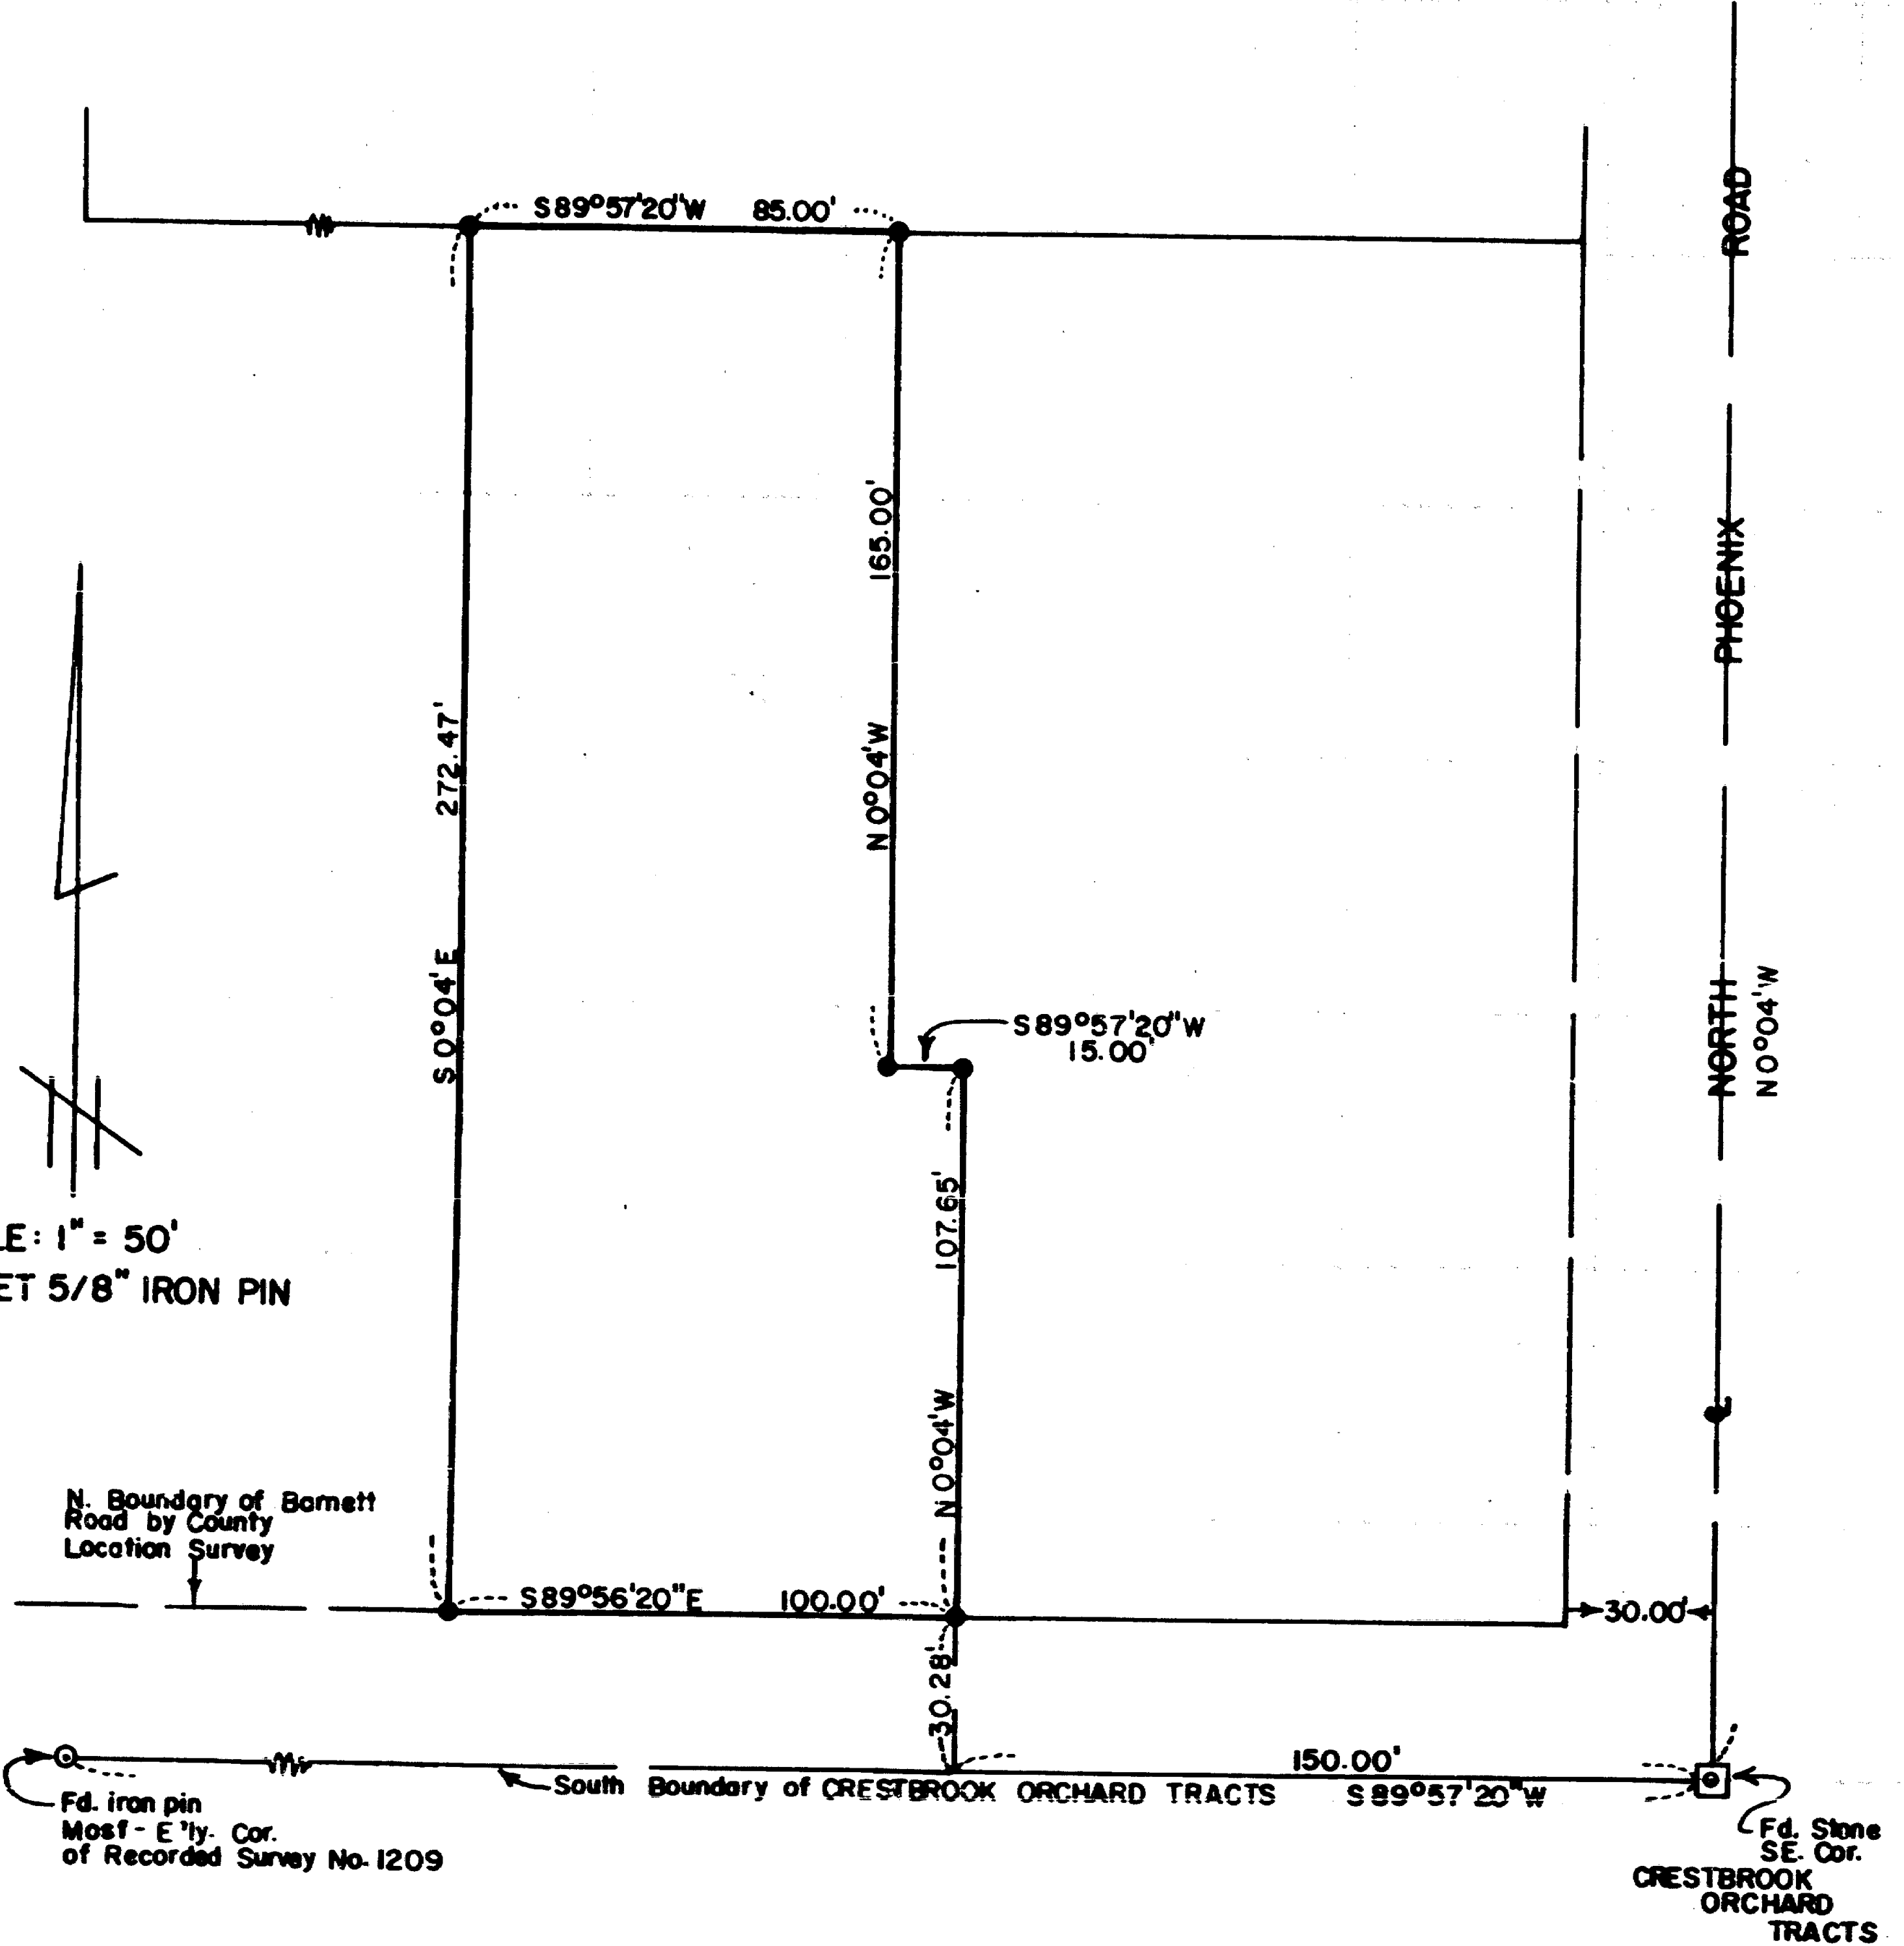 S89°57'20"W 85.00'
ROAD
PHOENIX
NORTH
N0°04'W
165.00'
N0°04'W
272.47'
S0°04'E
S89°57'20"W
15.00'
107.65'
N0°04'W
LE: 1" = 50'
ET 5/8" IRON PIN
N. Boundary of Barnett
Road by County
Location Survey
S89°56'20"E 100.00'
30.00'
30.28'
150.00'
South Boundary of CRESTBROOK ORCHARD TRACTS S89°57'20"W
Fd. iron pin
Most- E'ly. Cor.
of Recorded Survey No. 1209
Fd. Stone
SE. Cor.
CRESTBROOK
ORCHARD
TRACTS